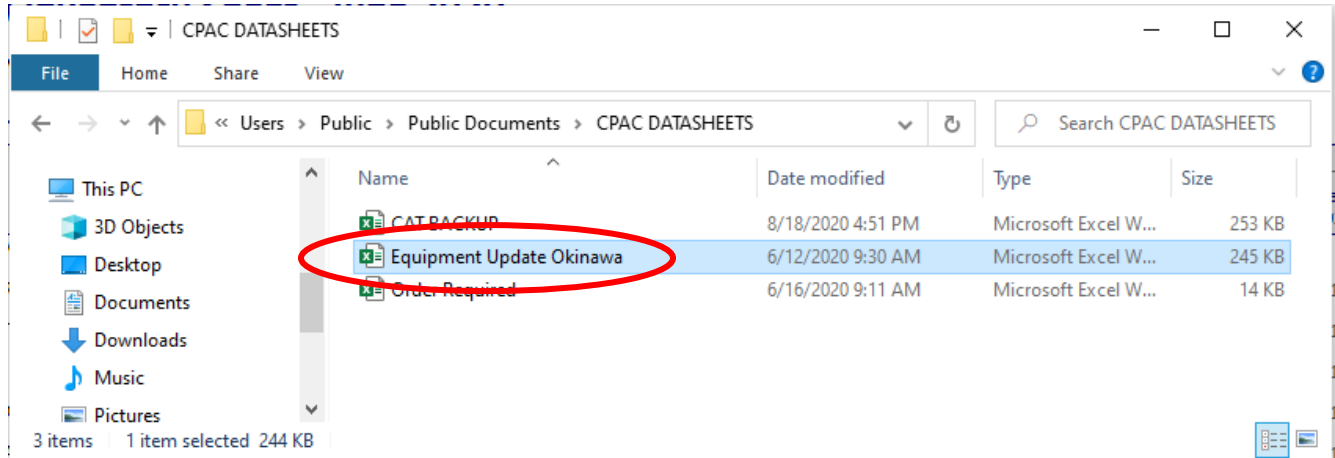 CPAC DATASHEETS
File Home Share View
« Users > Public > Public Documents > CPAC DATASHEETS Search CPAC DATASHEETS
This PC
3D Objects
Desktop
Documents
Downloads
Music
Pictures
Name Date modified Type Size
CAT BACKUP 8/18/2020 4:51 PM Microsoft Excel W... 253 KB
Equipment Update Okinawa 6/12/2020 9:30 AM Microsoft Excel W... 245 KB
Order Required 6/16/2020 9:11 AM Microsoft Excel W... 14 KB
3 items 1 item selected 244 KB